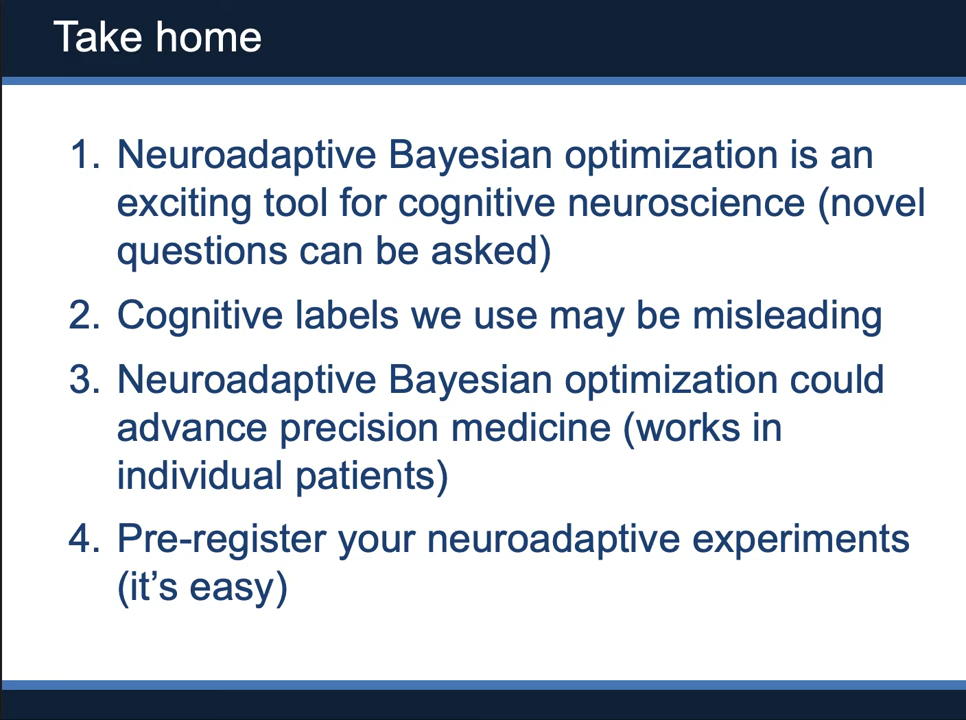 Take home
1. Neuroadaptive Bayesian optimization is an
exciting tool for cognitive neuroscience (novel
questions can be asked)
2. Cognitive labels we use may be misleading
3. Neuroadaptive Bayesian optimization could
advance precision medicine (works in
individual patients)
4. Pre-register your neuroadaptive experiments
(it’s easy)